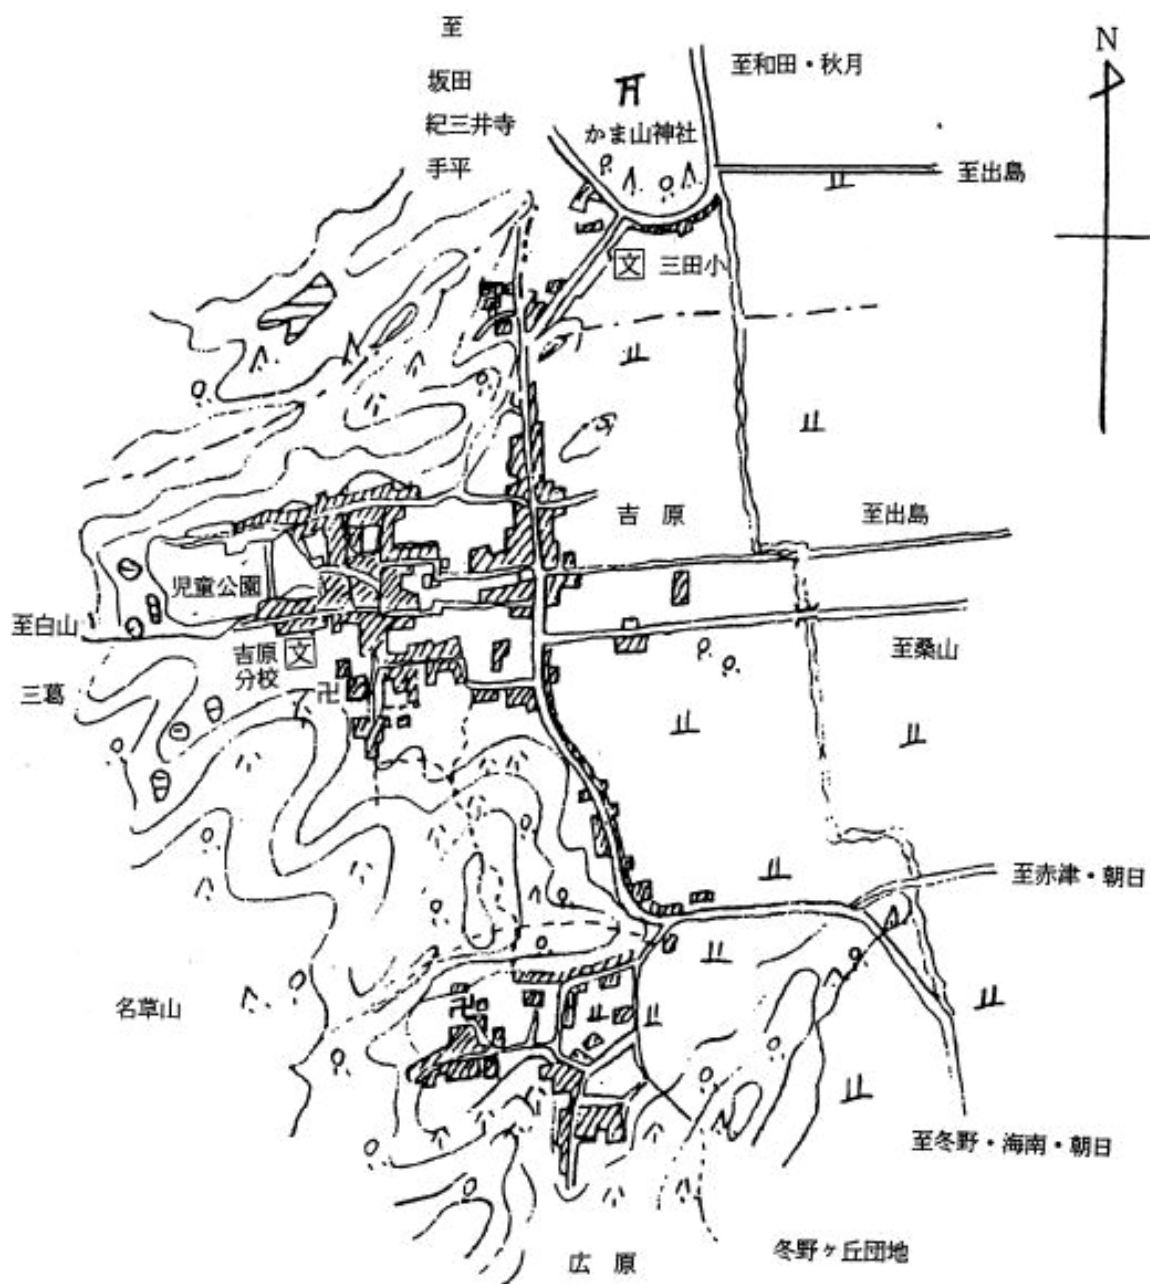 至
坂田
紀三井寺
手平
至和田・秋月
N
かま山神社
至出島
文 三田小
吉原
至出島
児童公園
至白山
三葛
吉原
分校
文
至桑山
至赤津・朝日
名草山
至冬野・海南・朝日
広原
冬野ヶ丘団地